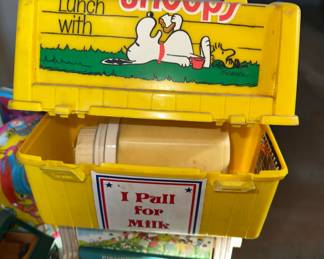 Lunch
with
Snoopy
I Pull
for
Milk